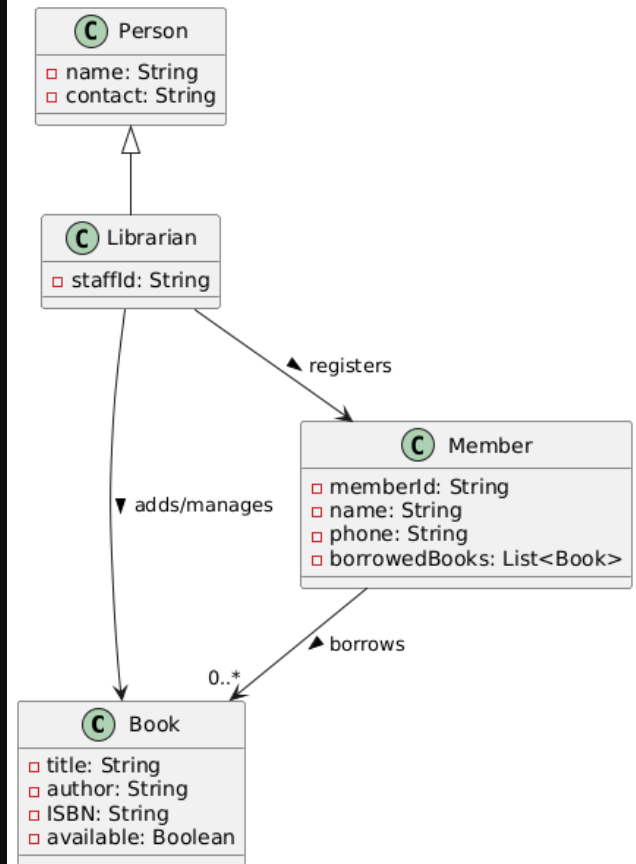 C Person
name: String
contact: String
C Librarian
staffId: String
registers
C Member
memberId: String
name: String
phone: String
borrowedBooks: List<Book>
adds/manages
borrows
0..*
C Book
title: String
author: String
ISBN: String
available: Boolean